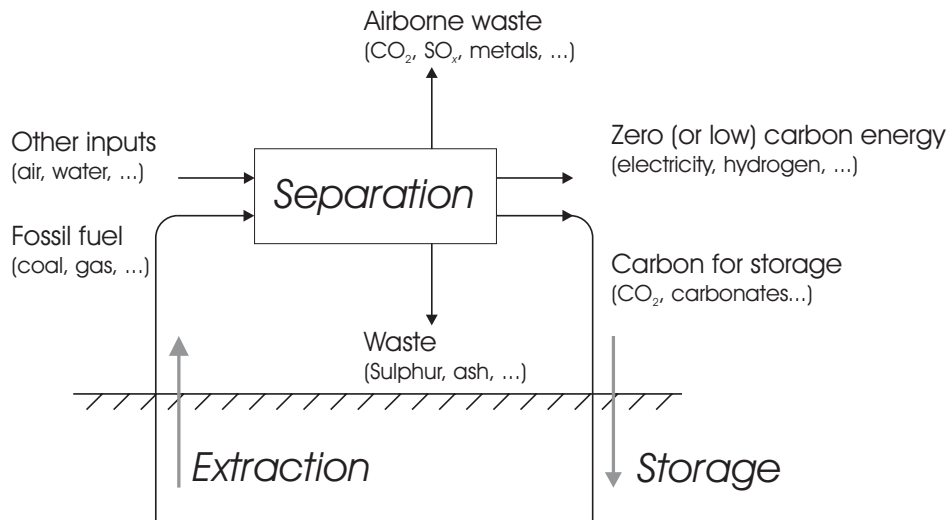 Airborne waste
(CO₂, SOₓ, metals, ...)
Other inputs
(air, water, ...)
Zero (or low) carbon energy
(electricity, hydrogen, ...)
Separation
Fossil fuel
(coal, gas, ...)
Carbon for storage
(CO₂, carbonates...)
Waste
(Sulphur, ash, ...)
Extraction
Storage